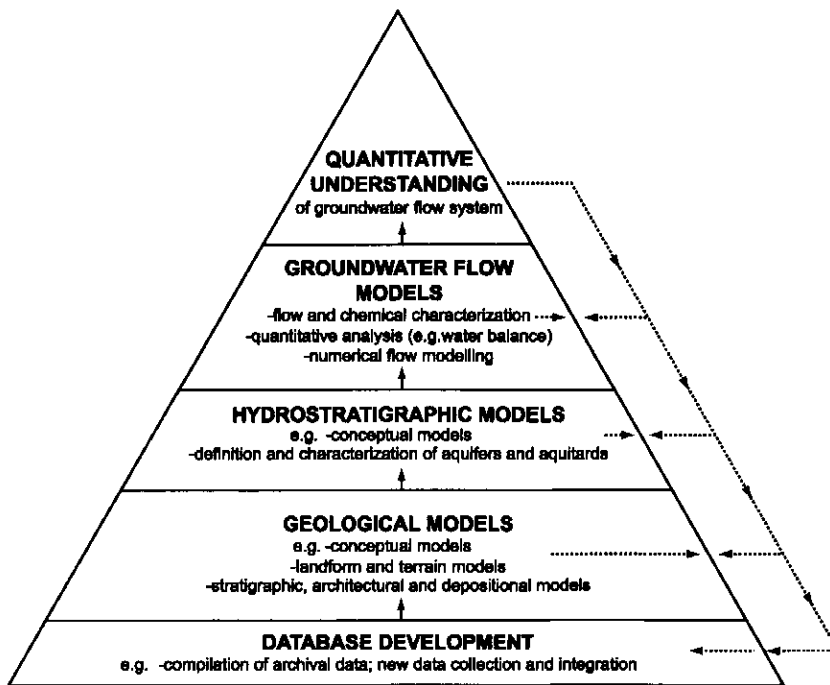 QUANTITATIVE
UNDERSTANDING
of groundwater flow system
GROUNDWATER FLOW
MODELS
-flow and chemical characterization
-quantitative analysis (e.g.water balance)
-numerical flow modelling
HYDROSTRATIGRAPHIC MODELS
e.g. -conceptual models
-definition and characterization of aquifers and aquitards
GEOLOGICAL MODELS
e.g. -conceptual models
-landform and terrain models
-stratigraphic, architectural and depositional models
DATABASE DEVELOPMENT
e.g. -compilation of archival data; new data collection and integration